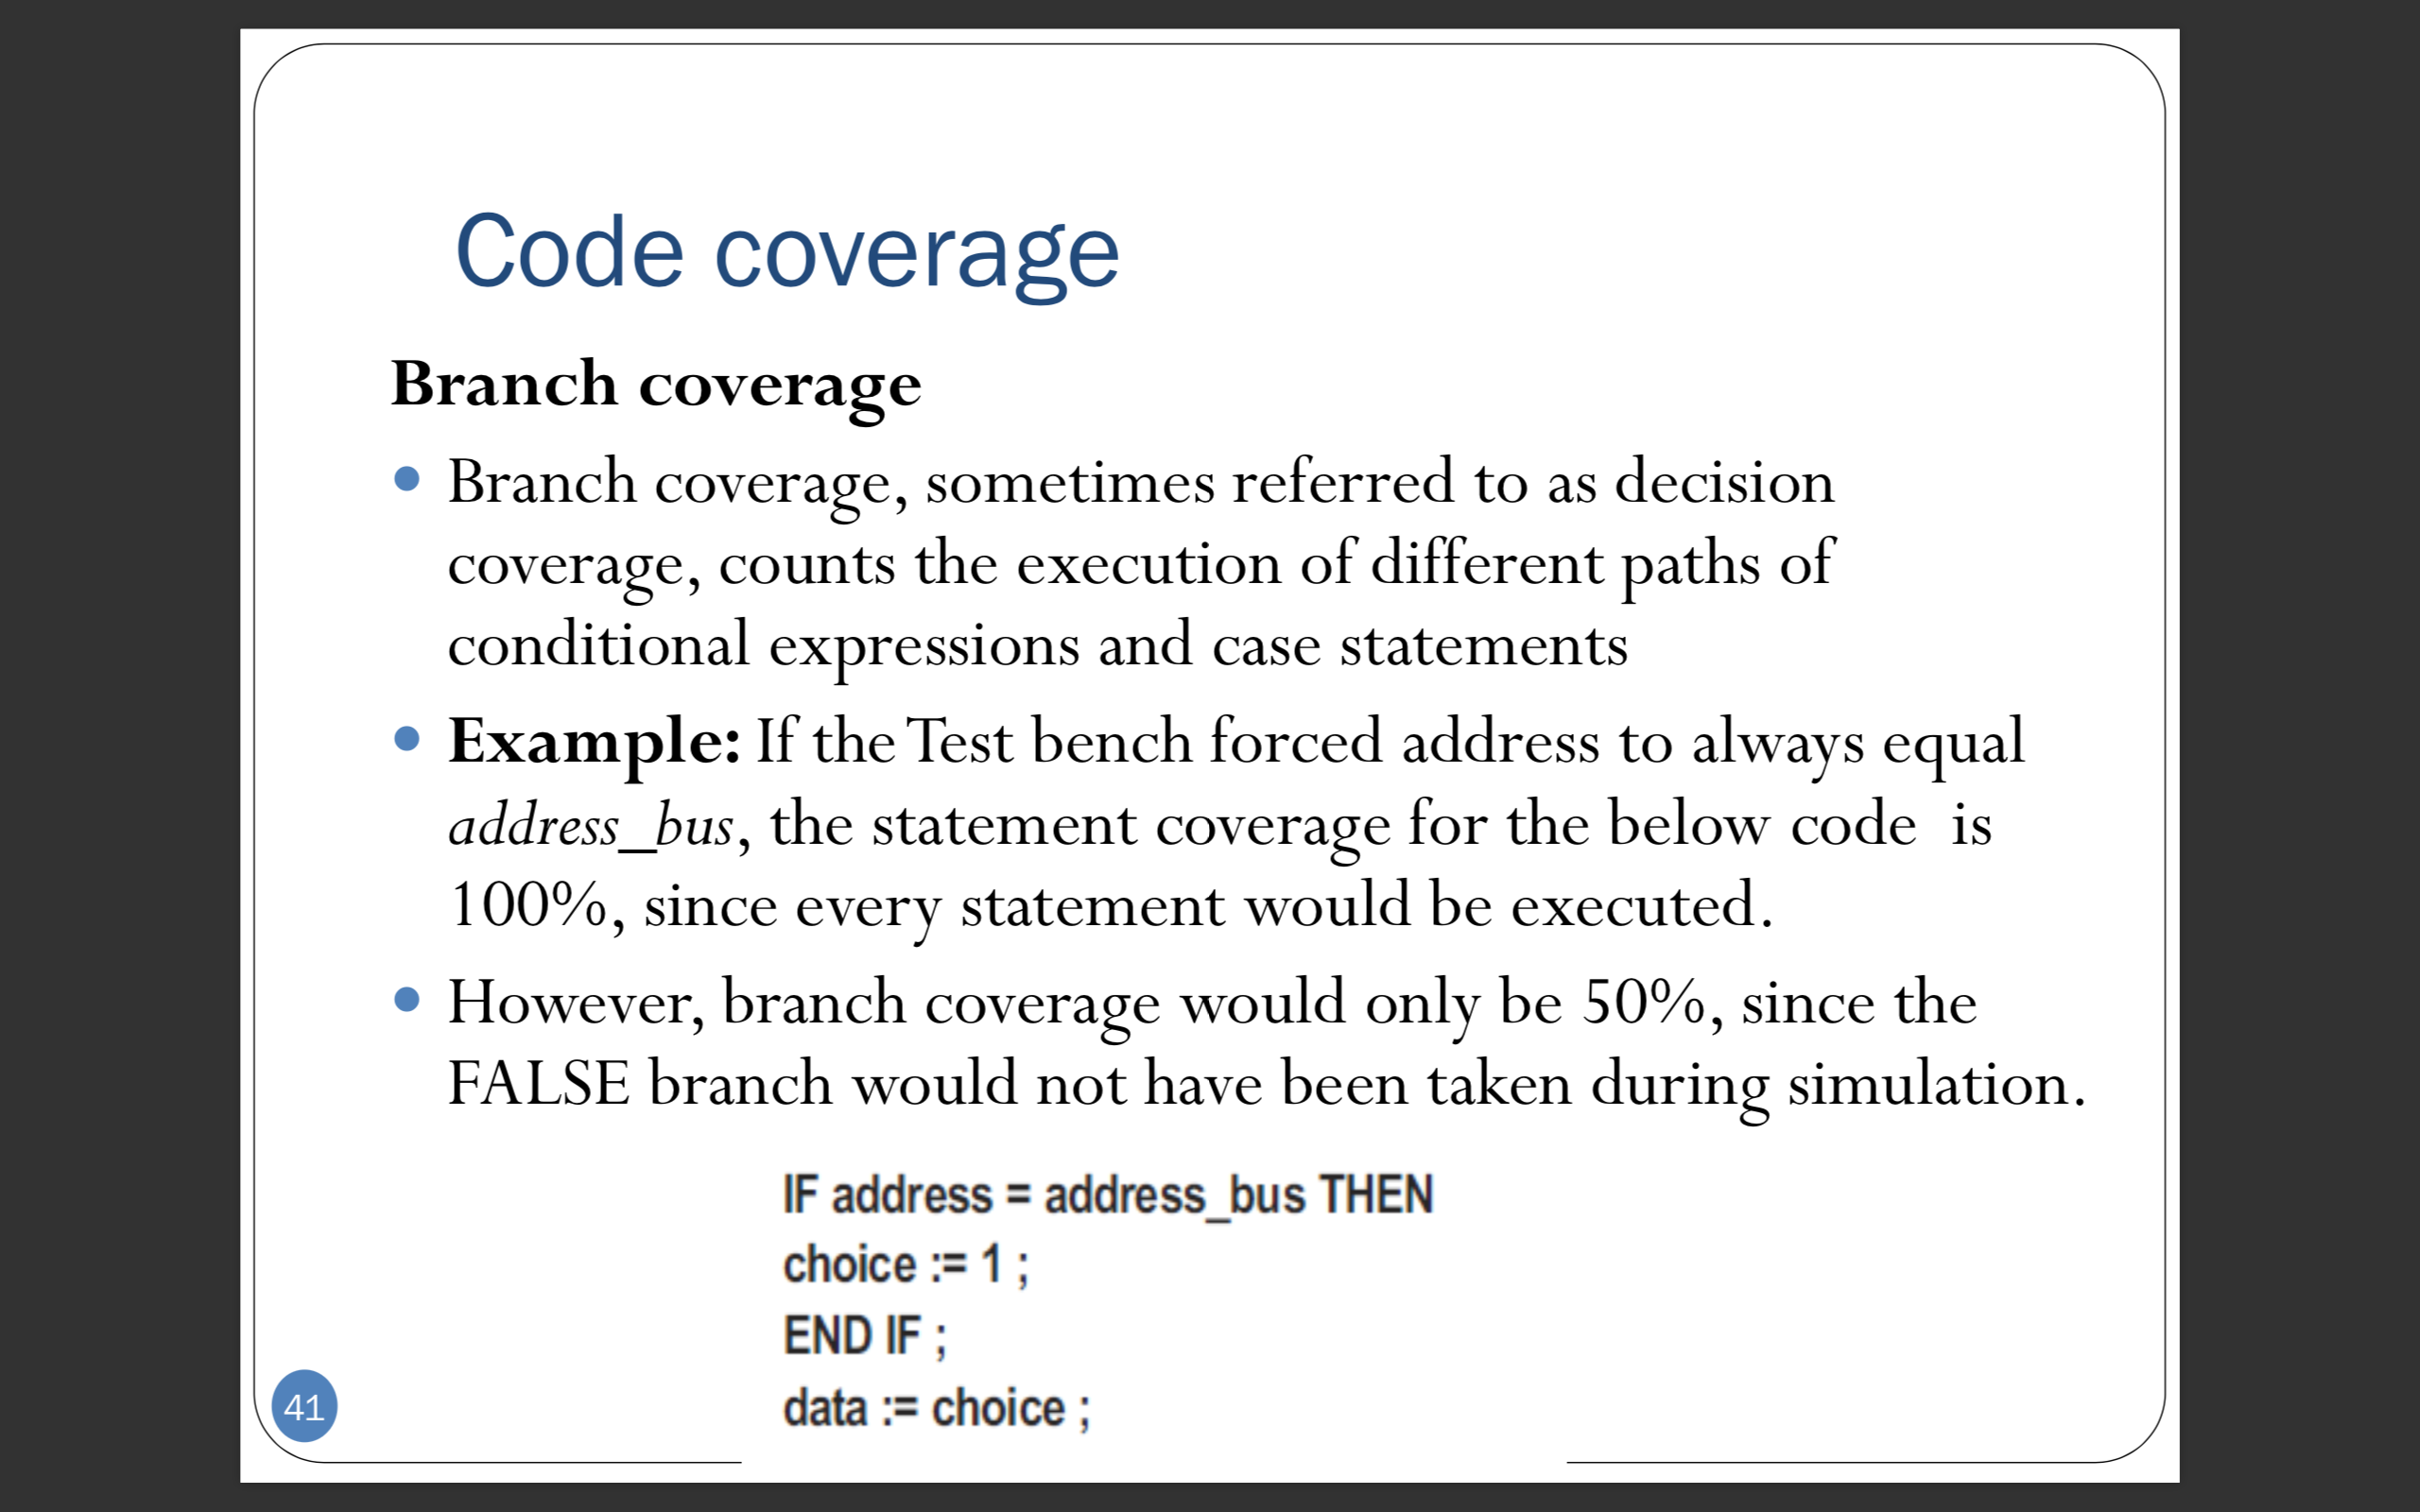 Code coverage
Branch coverage
Branch coverage, sometimes referred to as decision
coverage, counts the execution of different paths of
conditional expressions and case statements
Example: If the Test bench forced address to always equal
address_bus, the statement coverage for the below code  is
100%, since every statement would be executed.
However, branch coverage would only be 50%, since the
FALSE branch would not have been taken during simulation.
IF address = address_bus THEN
choice := 1 ;
END IF ;
data := choice ;
41